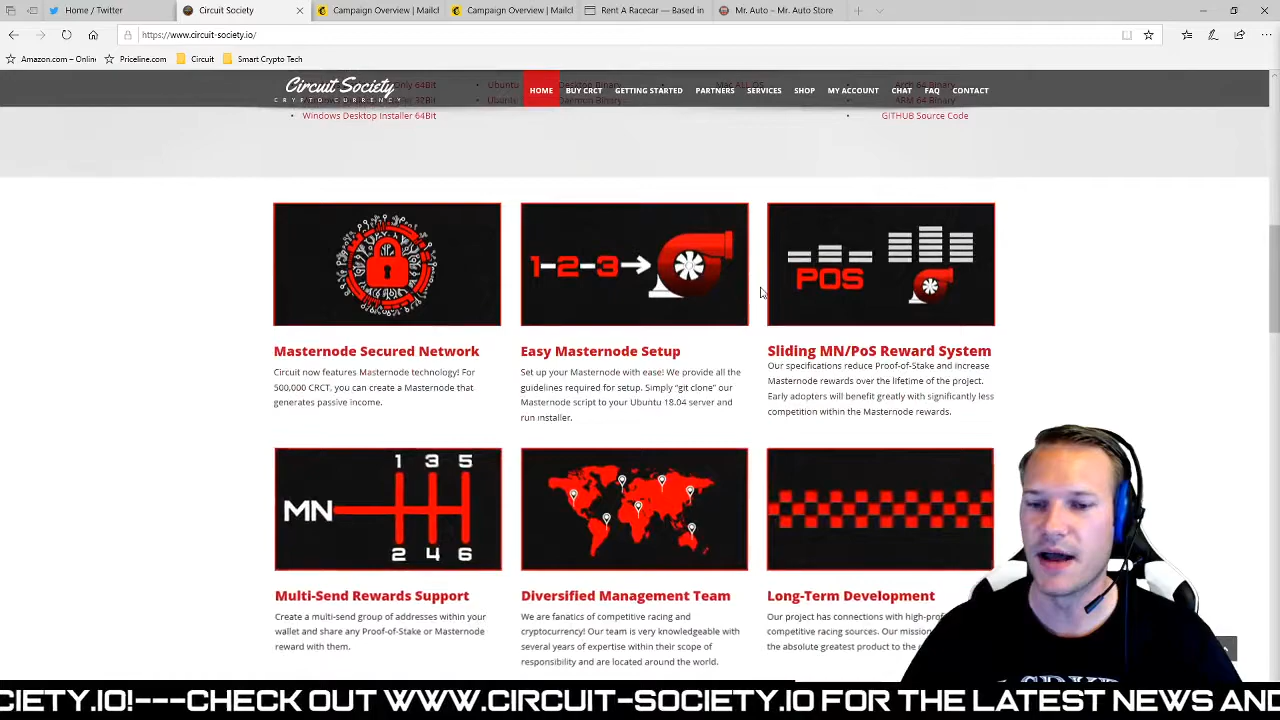 Home / Twitter
Circuit Society
Campaign Overview | Mailcl
Campaign Overview | Mailcl
Rent A Racecar — Based in
Mr. Auto – Mr. Auto Store
https://www.circuit-society.io/
Amazon.com – Onlin
Priceline.com
Circuit
Smart Crypto Tech
Circuit Society
CRYPTO CURRENCY
HOME
BUY CRCT
GETTING STARTED
PARTNERS
SERVICES
SHOP
MY ACCOUNT
CHAT
FAQ
CONTACT
Windows Desktop Installer 64Bit
GITHUB Source Code
1-2-3
POS
Masternode Secured Network
Circuit now features Masternode technology! For
500,000 CRCT, you can create a Masternode that
generates passive income.
Easy Masternode Setup
Set up your Masternode with ease! We provide all the
guidelines required for setup. Simply "git clone" our
Masternode script to your Ubuntu 18.04 server and
run installer.
Sliding MN/PoS Reward System
Our specifications reduce Proof-of-Stake and increase
Masternode rewards over the lifetime of the project.
Early adopters will benefit greatly with significantly less
competition within the Masternode rewards.
1 3 5
MN
2 4 6
Multi-Send Rewards Support
Create a multi-send group of addresses within your
wallet and share any Proof-of-Stake or Masternode
reward with them.
Diversified Management Team
We are fanatics of competitive racing and
cryptocurrency! Our team is very knowledgeable with
several years of expertise within their scope of
responsibility and are located around the world.
Long-Term Development
Our project has connections with high-prof
competitive racing sources. Our mission
the absolute greatest product to the
CIETY.IO!---CHECK OUT WWW.CIRCUIT-SOCIETY.IO FOR THE LATEST NEWS AND